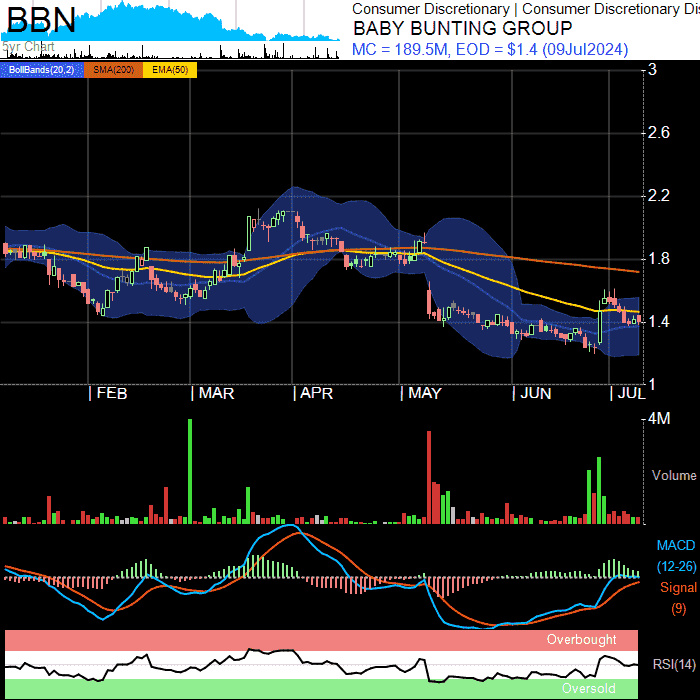 BBN
5yr Chart
Consumer Discretionary | Consumer Discretionary Dis
BABY BUNTING GROUP
MC = 189.5M, EOD = $1.4 (09Jul2024)
BollBands(20,2) SMA(200) EMA(50)
3
2.6
2.2
1.8
1.4
1
| FEB | MAR | APR | MAY | JUN | JUL
4M
Volume
MACD
(12-26)
Signal
(9)
Overbought
RSI(14)
Oversold